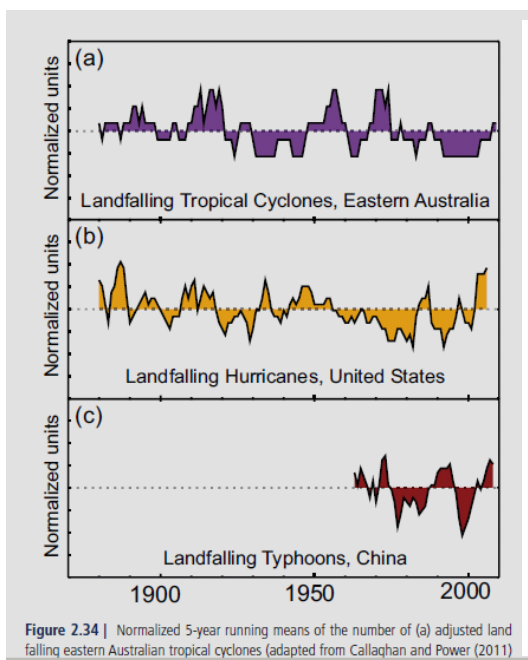 (a)
Normalized units
Landfalling Tropical Cyclones, Eastern Australia
(b)
Normalized units
Landfalling Hurricanes, United States
(c)
Normalized units
Landfalling Typhoons, China
1900 1950 2000
Figure 2.34 | Normalized 5-year running means of the number of (a) adjusted land
falling eastern Australian tropical cyclones (adapted from Callaghan and Power (2011)